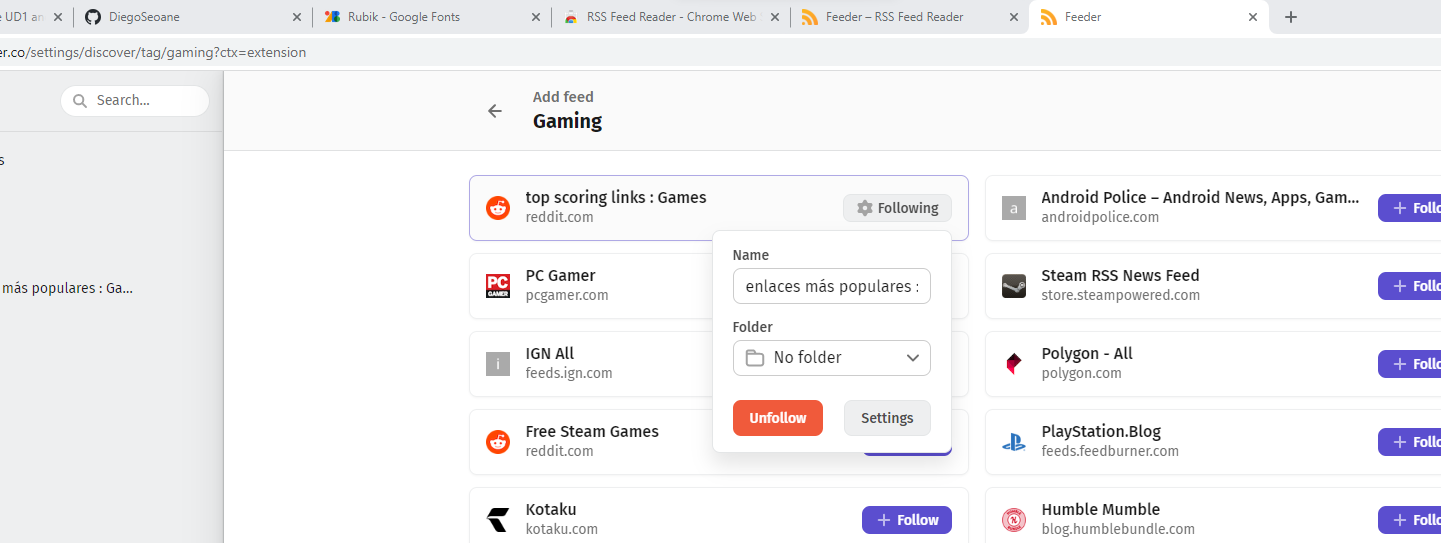 e UD1 an
DiegoSeoane
Rubik - Google Fonts
RSS Feed Reader - Chrome Web S
Feeder – RSS Feed Reader
Feeder
er.co/settings/discover/tag/gaming?ctx=extension
Search...
s
más populares : Ga...
Add feed
Gaming
top scoring links : Games
reddit.com
Following
Name
enlaces más populares :
Folder
No folder
Unfollow
Settings
PC Gamer
pcgamer.com
PC
GAMER
i
IGN All
feeds.ign.com
Free Steam Games
reddit.com
Kotaku
kotaku.com
+ Follow
a
Android Police – Android News, Apps, Gam...
androidpolice.com
+ Follo
Steam RSS News Feed
store.steampowered.com
+ Follo
Polygon - All
polygon.com
+ Follo
PlayStation.Blog
feeds.feedburner.com
+ Follo
Humble Mumble
blog.humblebundle.com
+ Follo